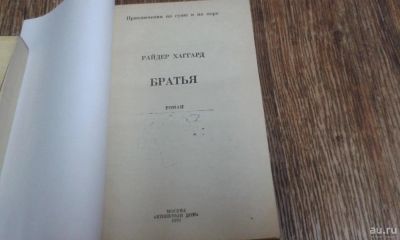 Приключения на суше и на море
РАЙДЕР ХАГГАРД
БРАТЬЯ
РОМАН
МОСКВА
au.ru